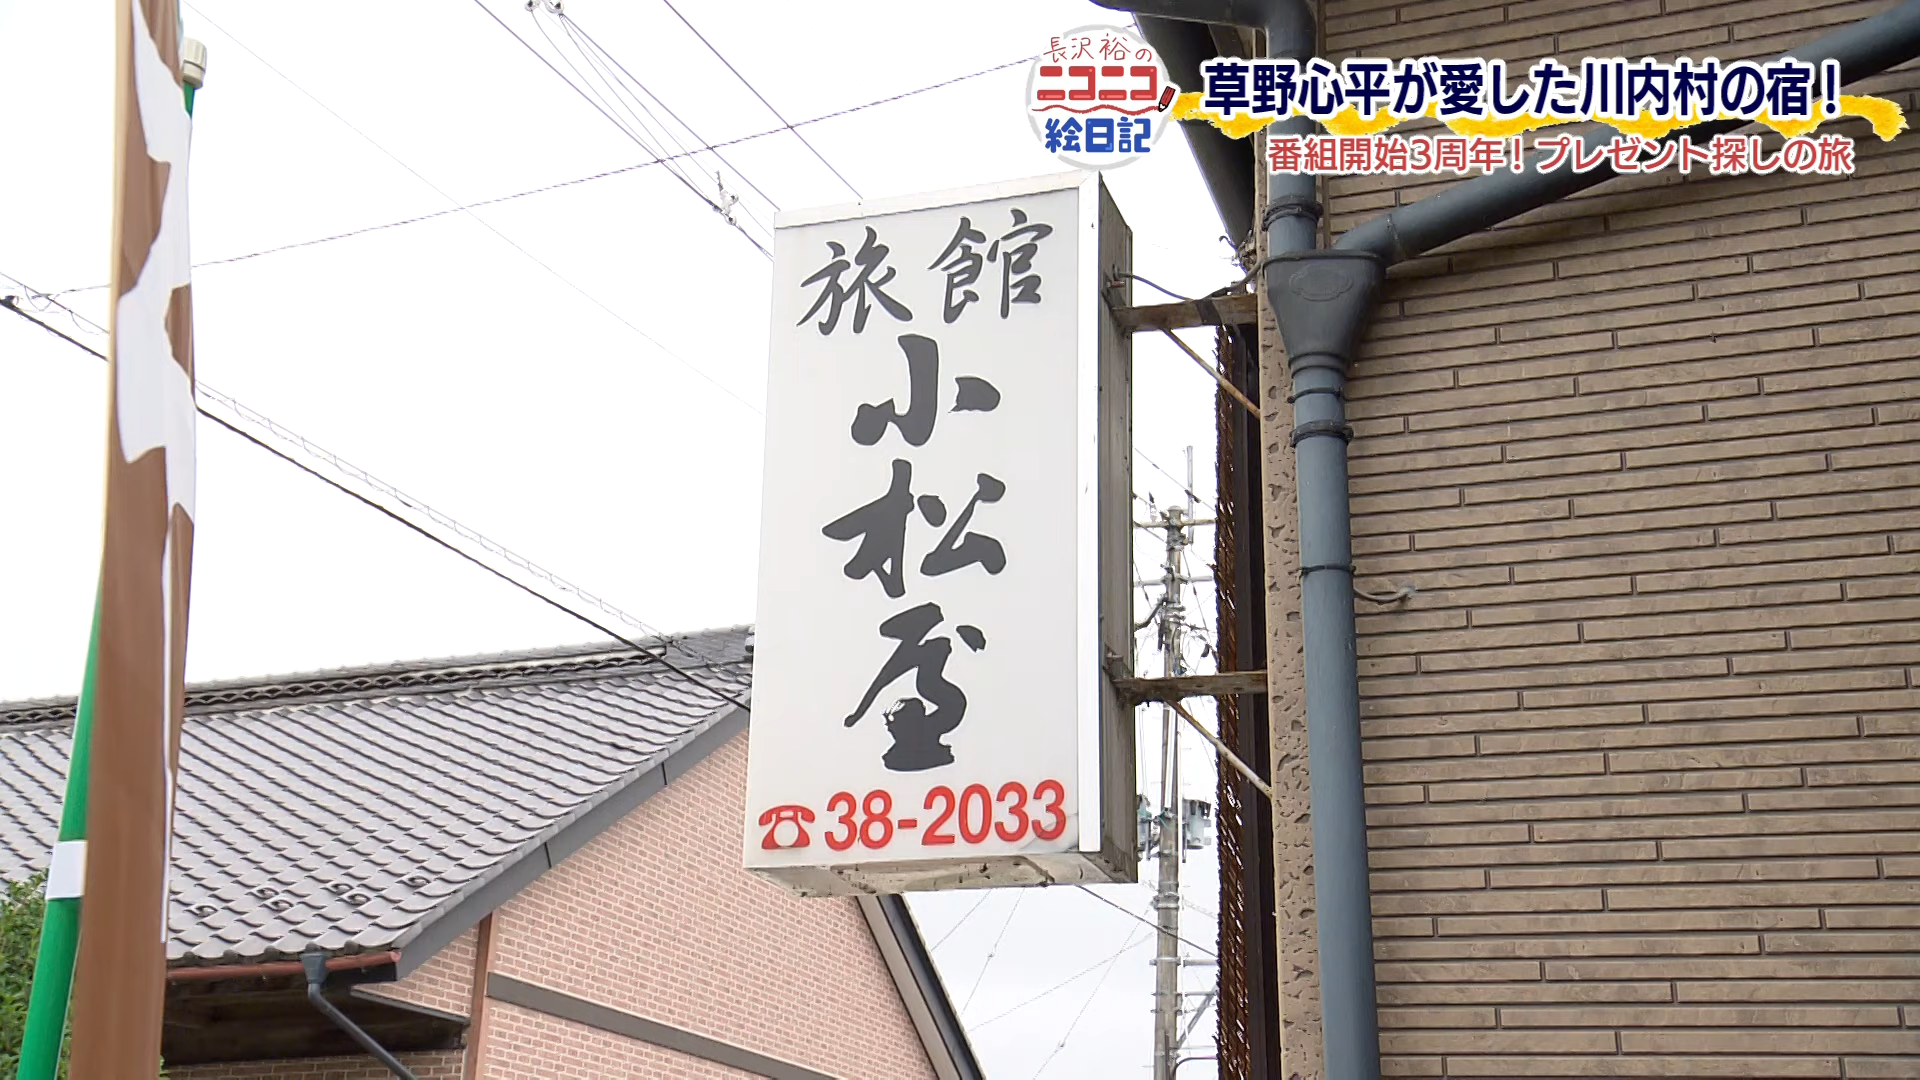 長沢裕の
ニコニコ
絵日記
草野心平が愛した川内村の宿!
番組開始3周年!プレゼント探しの旅
旅館
小松屋
☎38-2033